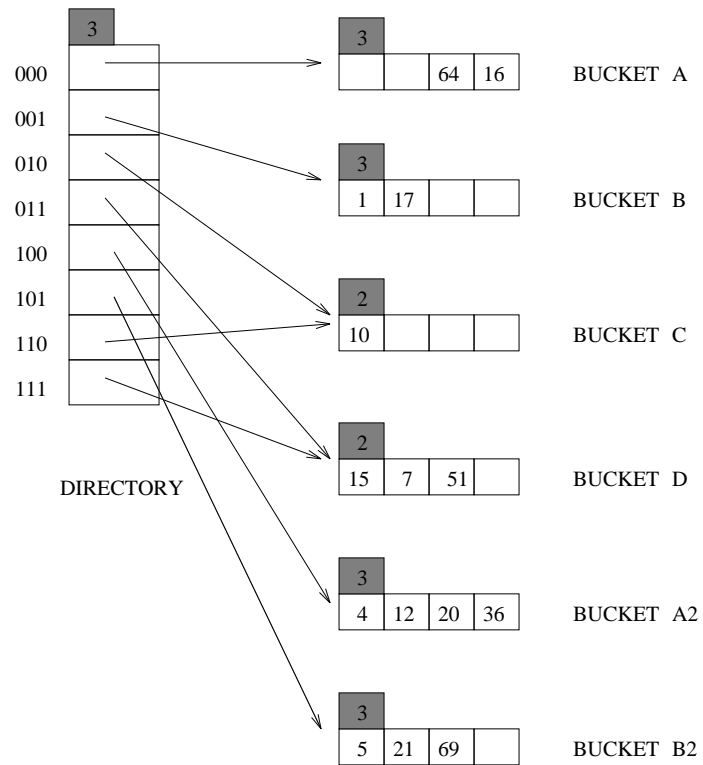 3
000
001
010
011
100
101
110
111
DIRECTORY
3
64 16
BUCKET A
3
1 17
BUCKET B
2
10
BUCKET C
2
15 7 51
BUCKET D
3
4 12 20 36
BUCKET A2
3
5 21 69
BUCKET B2